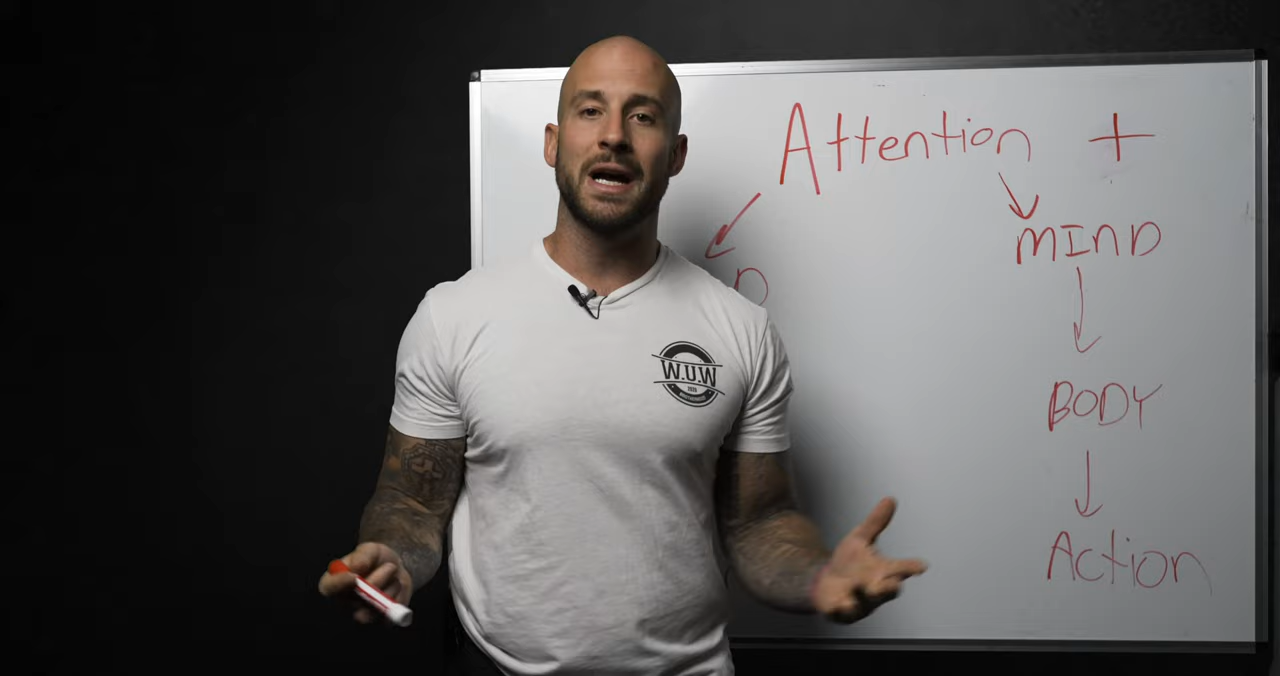 Attention +
MIND
D
BODY
Action
W.U.W